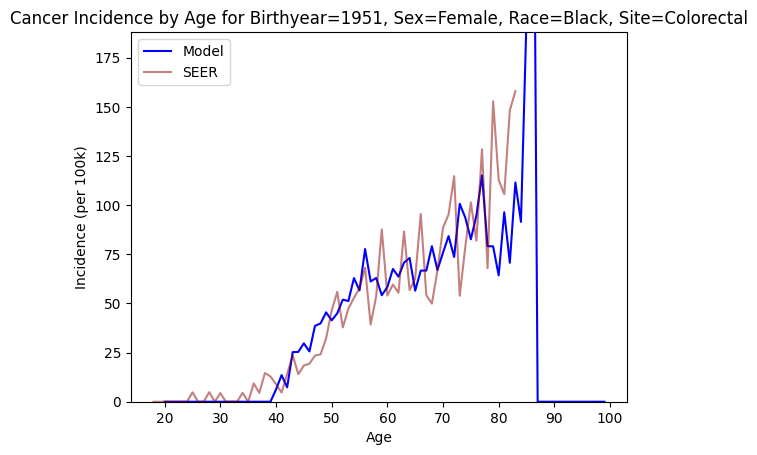 Cancer Incidence by Age for Birthyear=1951, Sex=Female, Race=Black, Site=Colorectal
Model
SEER
175
150
125
100
75
50
25
0
Incidence (per 100k)
20 30 40 50 60 70 80 90 100
Age